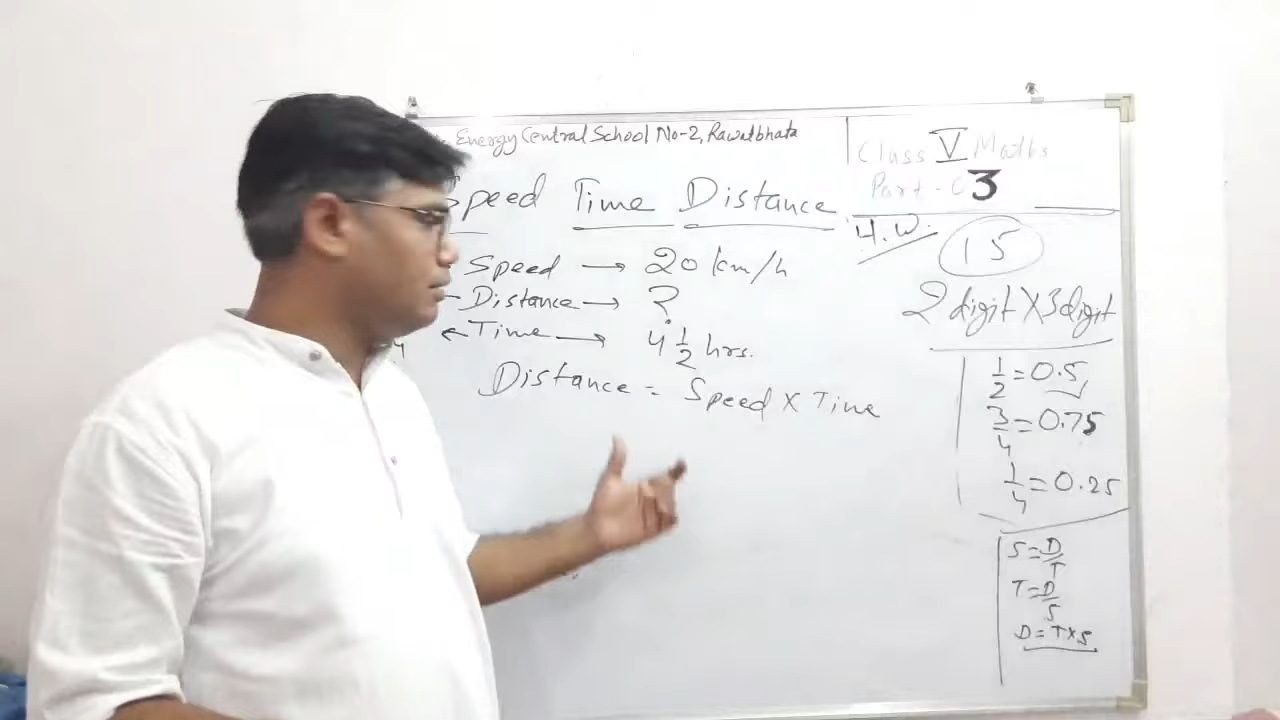 Energy Central School No-2, Rawatbhata
Class V Maths
Part-03
Speed Time Distance
H.W.
15
2 digit X 3 digit
Speed → 20 km/h
Distance → ?
← Time → 4 1/2 hrs.
Distance = Speed X Time
1/2 = 0.5
3/4 = 0.75
1/4 = 0.25
S = D/T
T = D/S
D = T×S